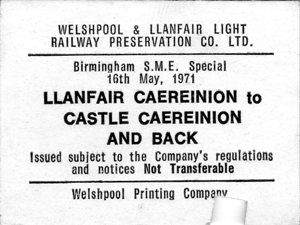 WELSHPOOL & LLANFAIR LIGHT
RAILWAY PRESERVATION CO. LTD.
Birmingham S.M.E. Special
16th May, 1971
LLANFAIR CAEREINION to
CASTLE CAEREINION
AND BACK
Issued subject to the Company's regulations
and notices Not Transferable
Welshpool Printing Company